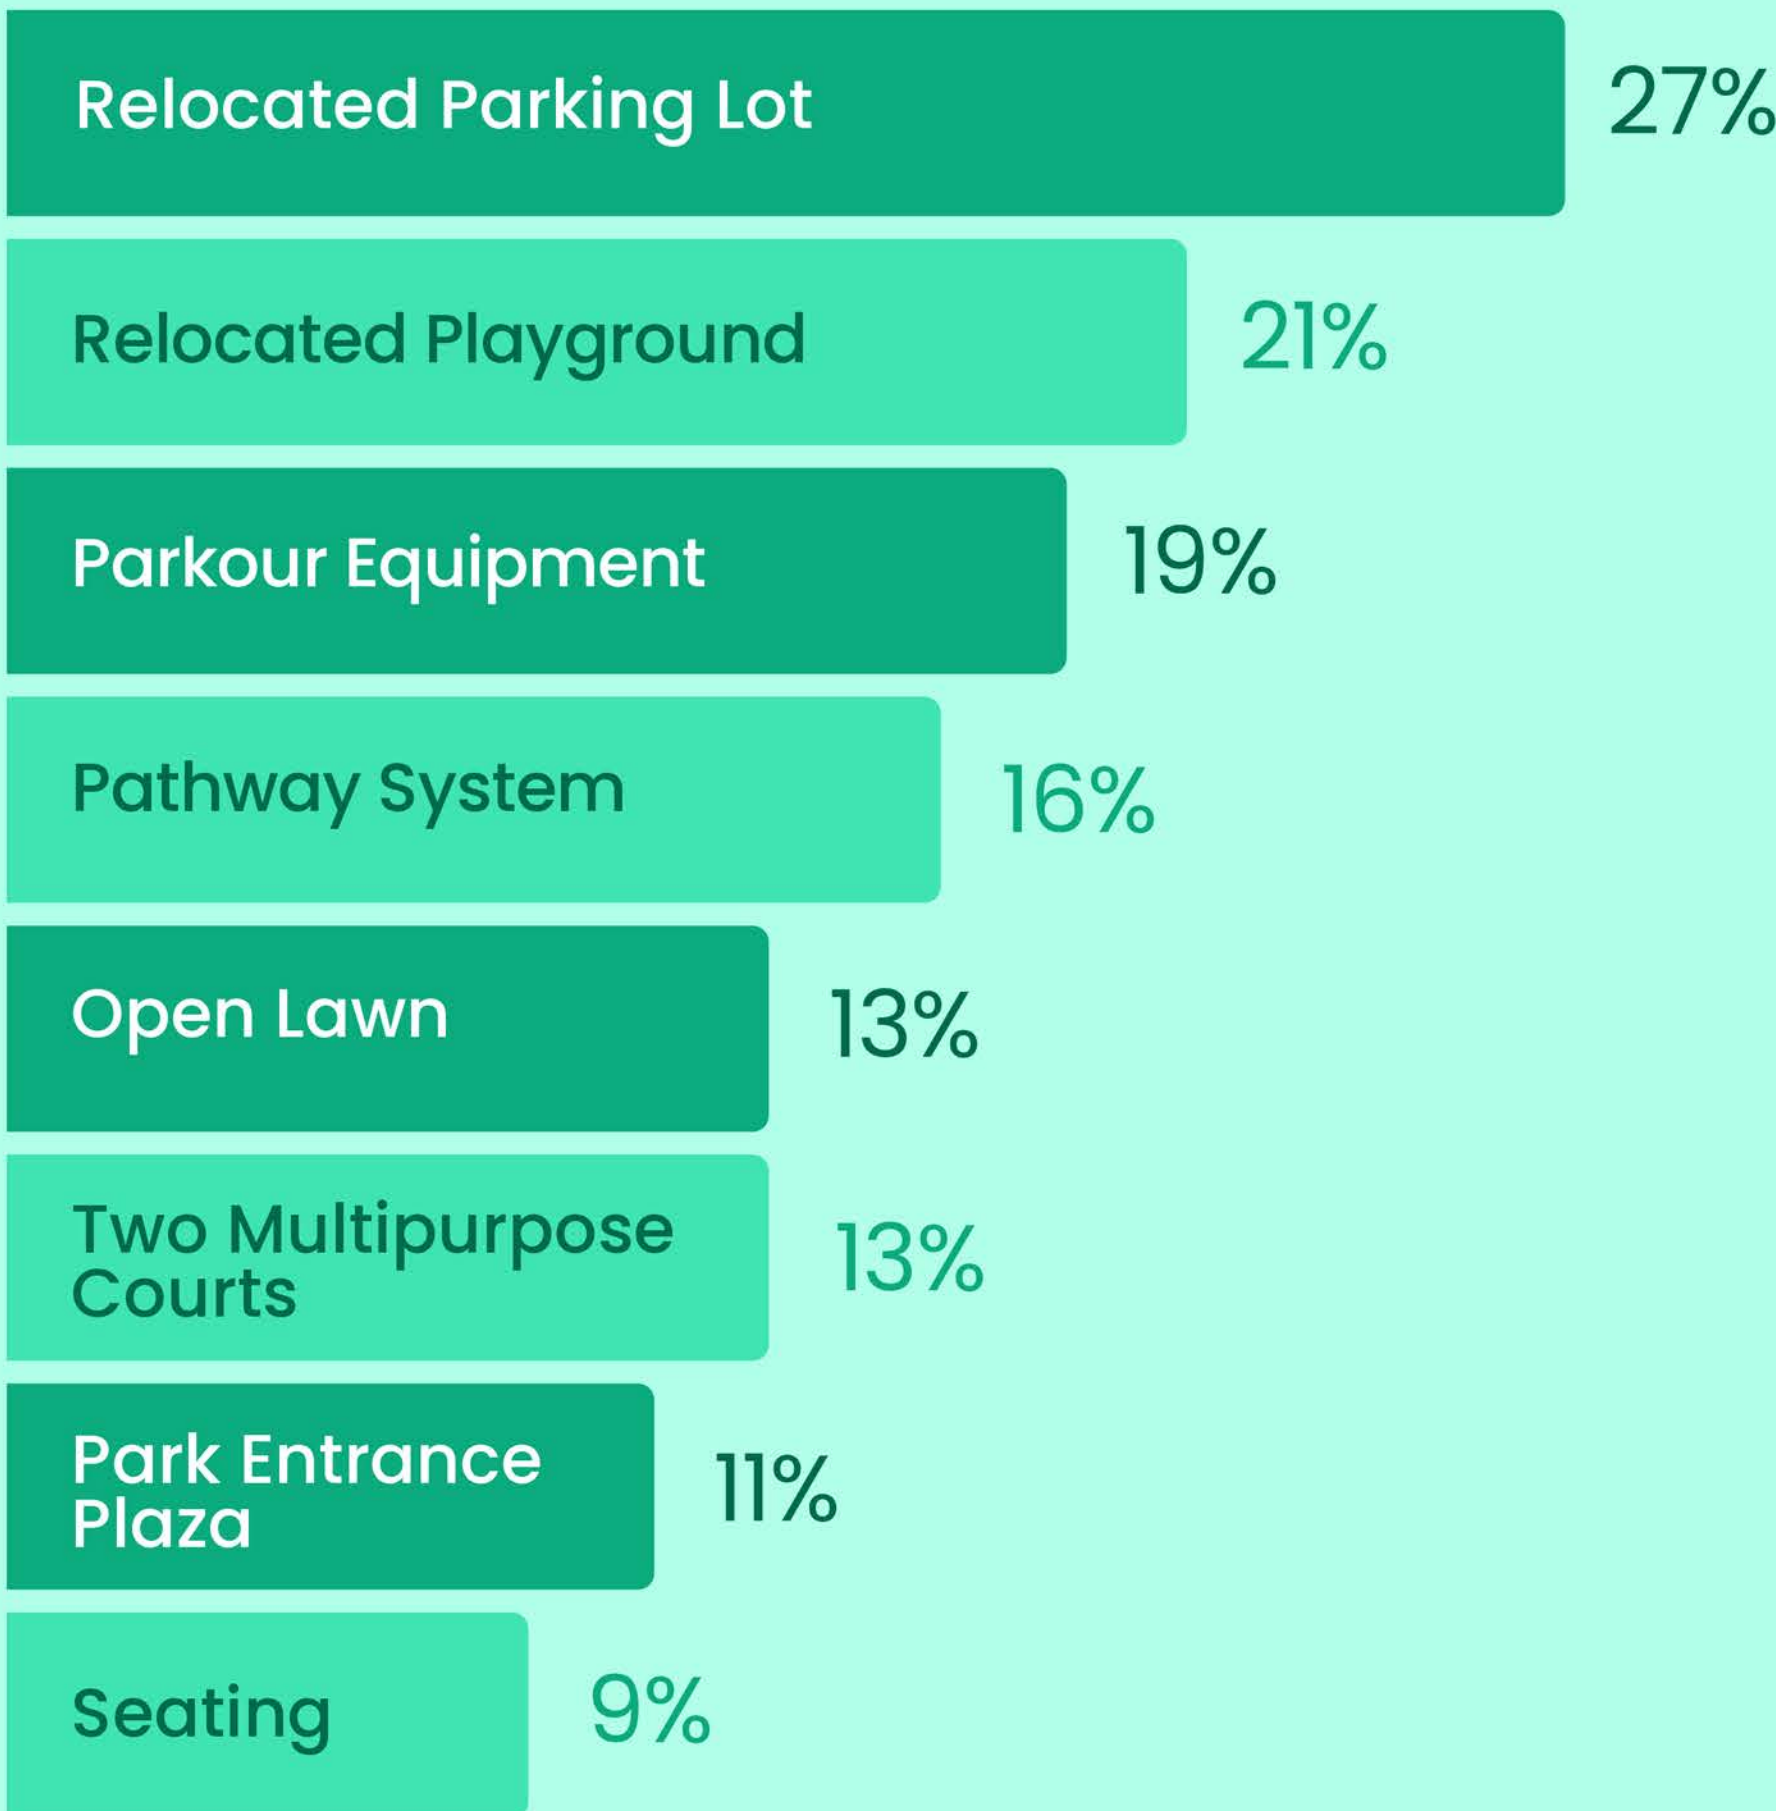 Relocated Parking Lot
27%
Relocated Playground
21%
Parkour Equipment
19%
Pathway System
16%
Open Lawn
13%
Two Multipurpose
Courts
13%
Park Entrance
Plaza
11%
Seating
9%